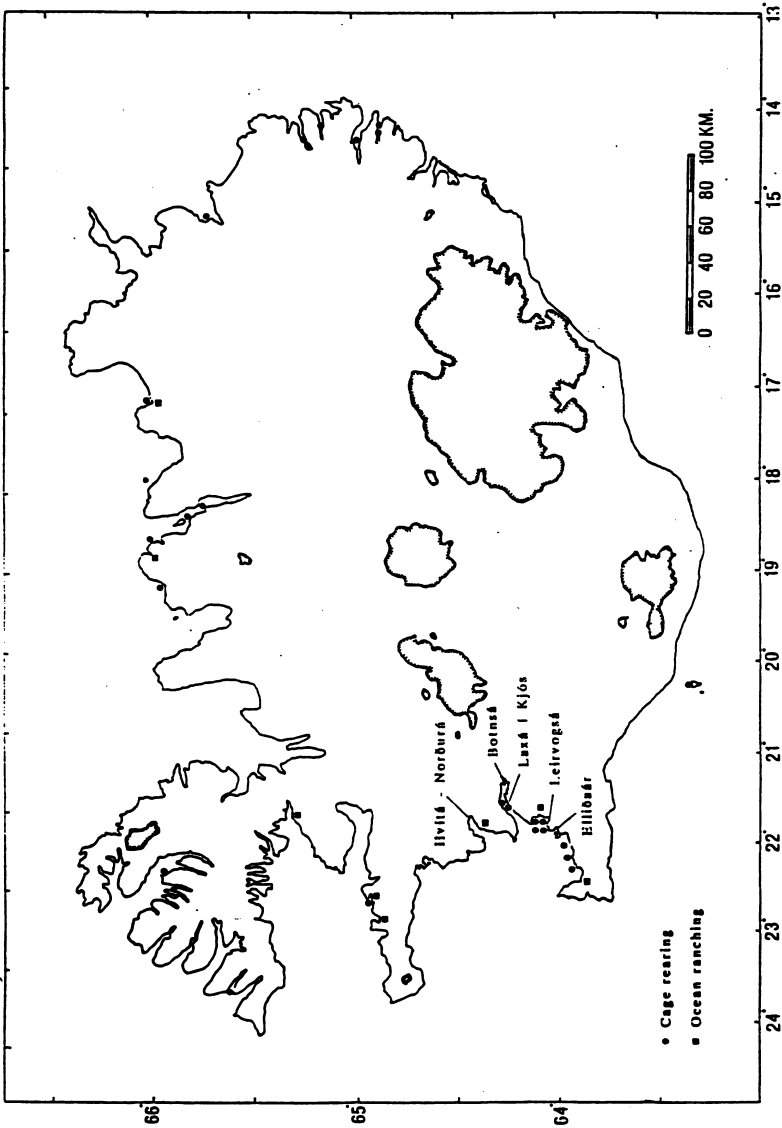 66°
65°
64°
13°
14°
15°
16°
17°
18°
19°
20°
21°
22°
23°
24°
0 20 40 60 80 100 KM.
Hvítá - Norðurá
Botnsá
Laxá í Kjós
Leirvogsá
Elliðaár
• Cage rearing
■ Ocean ranching